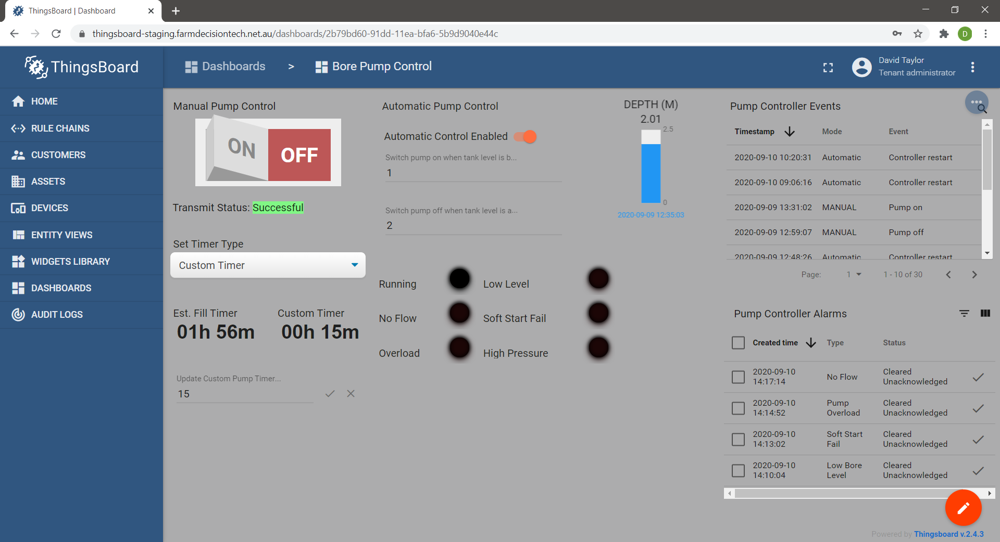 ThingsBoard | Dashboard
thingsboard-staging.farmdecisiontech.net.au/dashboards/2b79bd60-91dd-11ea-bfa6-5b9d9040e44c
D
ThingsBoard
Dashboards > Bore Pump Control
David Taylor
Tenant administrator
HOME
RULE CHAINS
CUSTOMERS
ASSETS
DEVICES
ENTITY VIEWS
WIDGETS LIBRARY
DASHBOARDS
AUDIT LOGS
Manual Pump Control
ON OFF
Transmit Status: Successful
Set Timer Type
Custom Timer
Est. Fill Timer Custom Timer
01h 56m 00h 15m
Update Custom Pump Timer...
15
Automatic Pump Control
Automatic Control Enabled
Switch pump on when tank level is b...
1
Switch pump off when tank level is a...
2
DEPTH (M)
2.01
2.5
0
2020-09-09 12:35:03
Running Low Level
No Flow Soft Start Fail
Overload High Pressure
Pump Controller Events
Timestamp Mode Event
2020-09-10 10:20:31 Automatic Controller restart
2020-09-10 09:06:16 Automatic Controller restart
2020-09-09 13:31:02 MANUAL Pump on
2020-09-09 12:59:07 MANUAL Pump off
2020-09-09 12:48:26 Automatic Controller restart
Page: 1 1 - 10 of 30
Pump Controller Alarms
Created time Type Status
2020-09-10 14:17:14 No Flow Cleared Unacknowledged
2020-09-10 14:14:52 Pump Overload Cleared Unacknowledged
2020-09-10 14:13:02 Soft Start Fail Cleared Unacknowledged
2020-09-10 14:10:04 Low Bore Level Cleared Unacknowledged
Powered by Thingsboard v.2.4.3